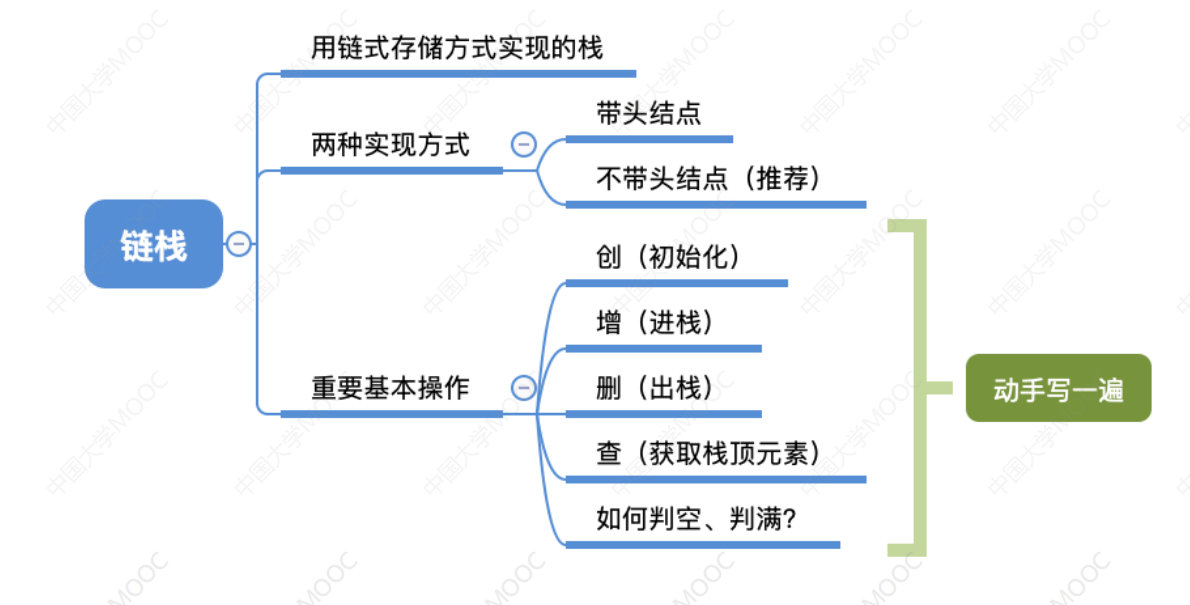 用链式存储方式实现的栈
带头结点
两种实现方式
不带头结点（推荐）
链栈
创（初始化）
增（进栈）
重要基本操作
删（出栈）
动手写一遍
查（获取栈顶元素）
如何判空、判满?
中国大学MOOC